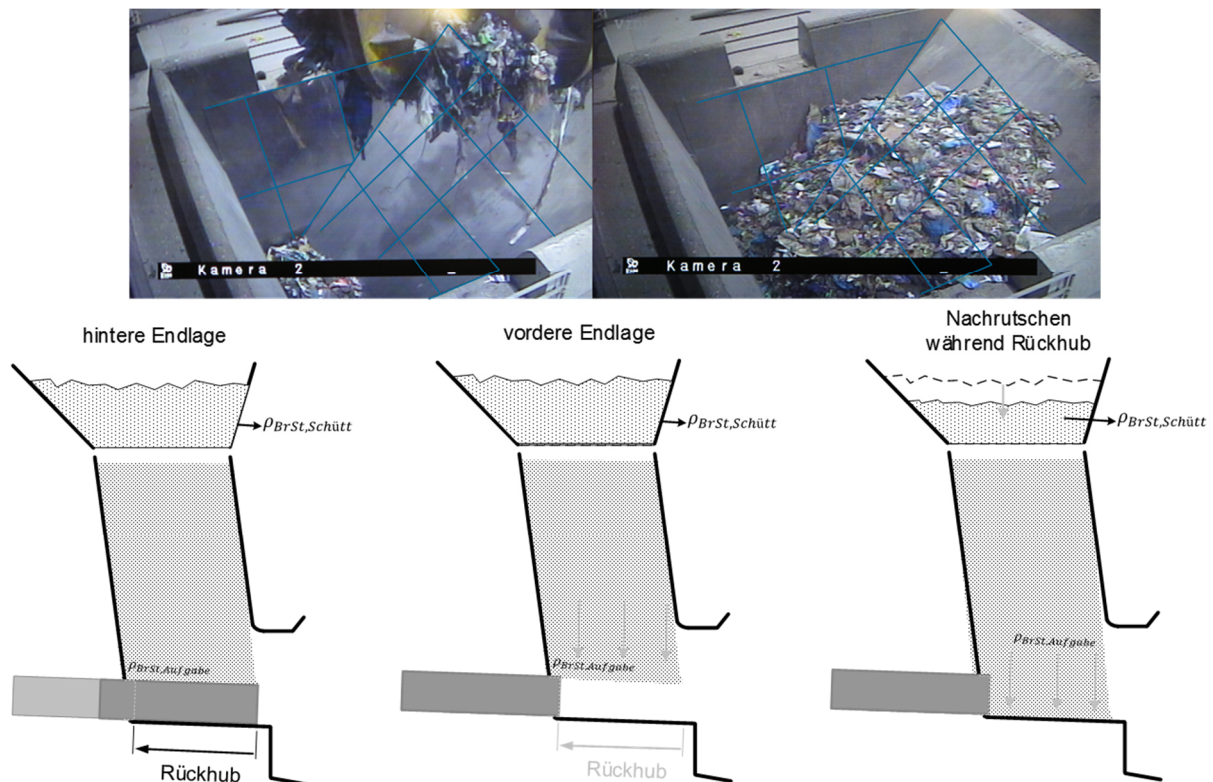 Kamera 2
Kamera 2
hintere Endlage
vordere Endlage
Nachrutschen
während Rückhub
ρBrSt,Schütt
ρBrSt,Schütt
ρBrSt,Schütt
ρBrSt,Aufgabe
ρBrSt,Aufgabe
ρBrSt,Aufgabe
Rückhub
Rückhub